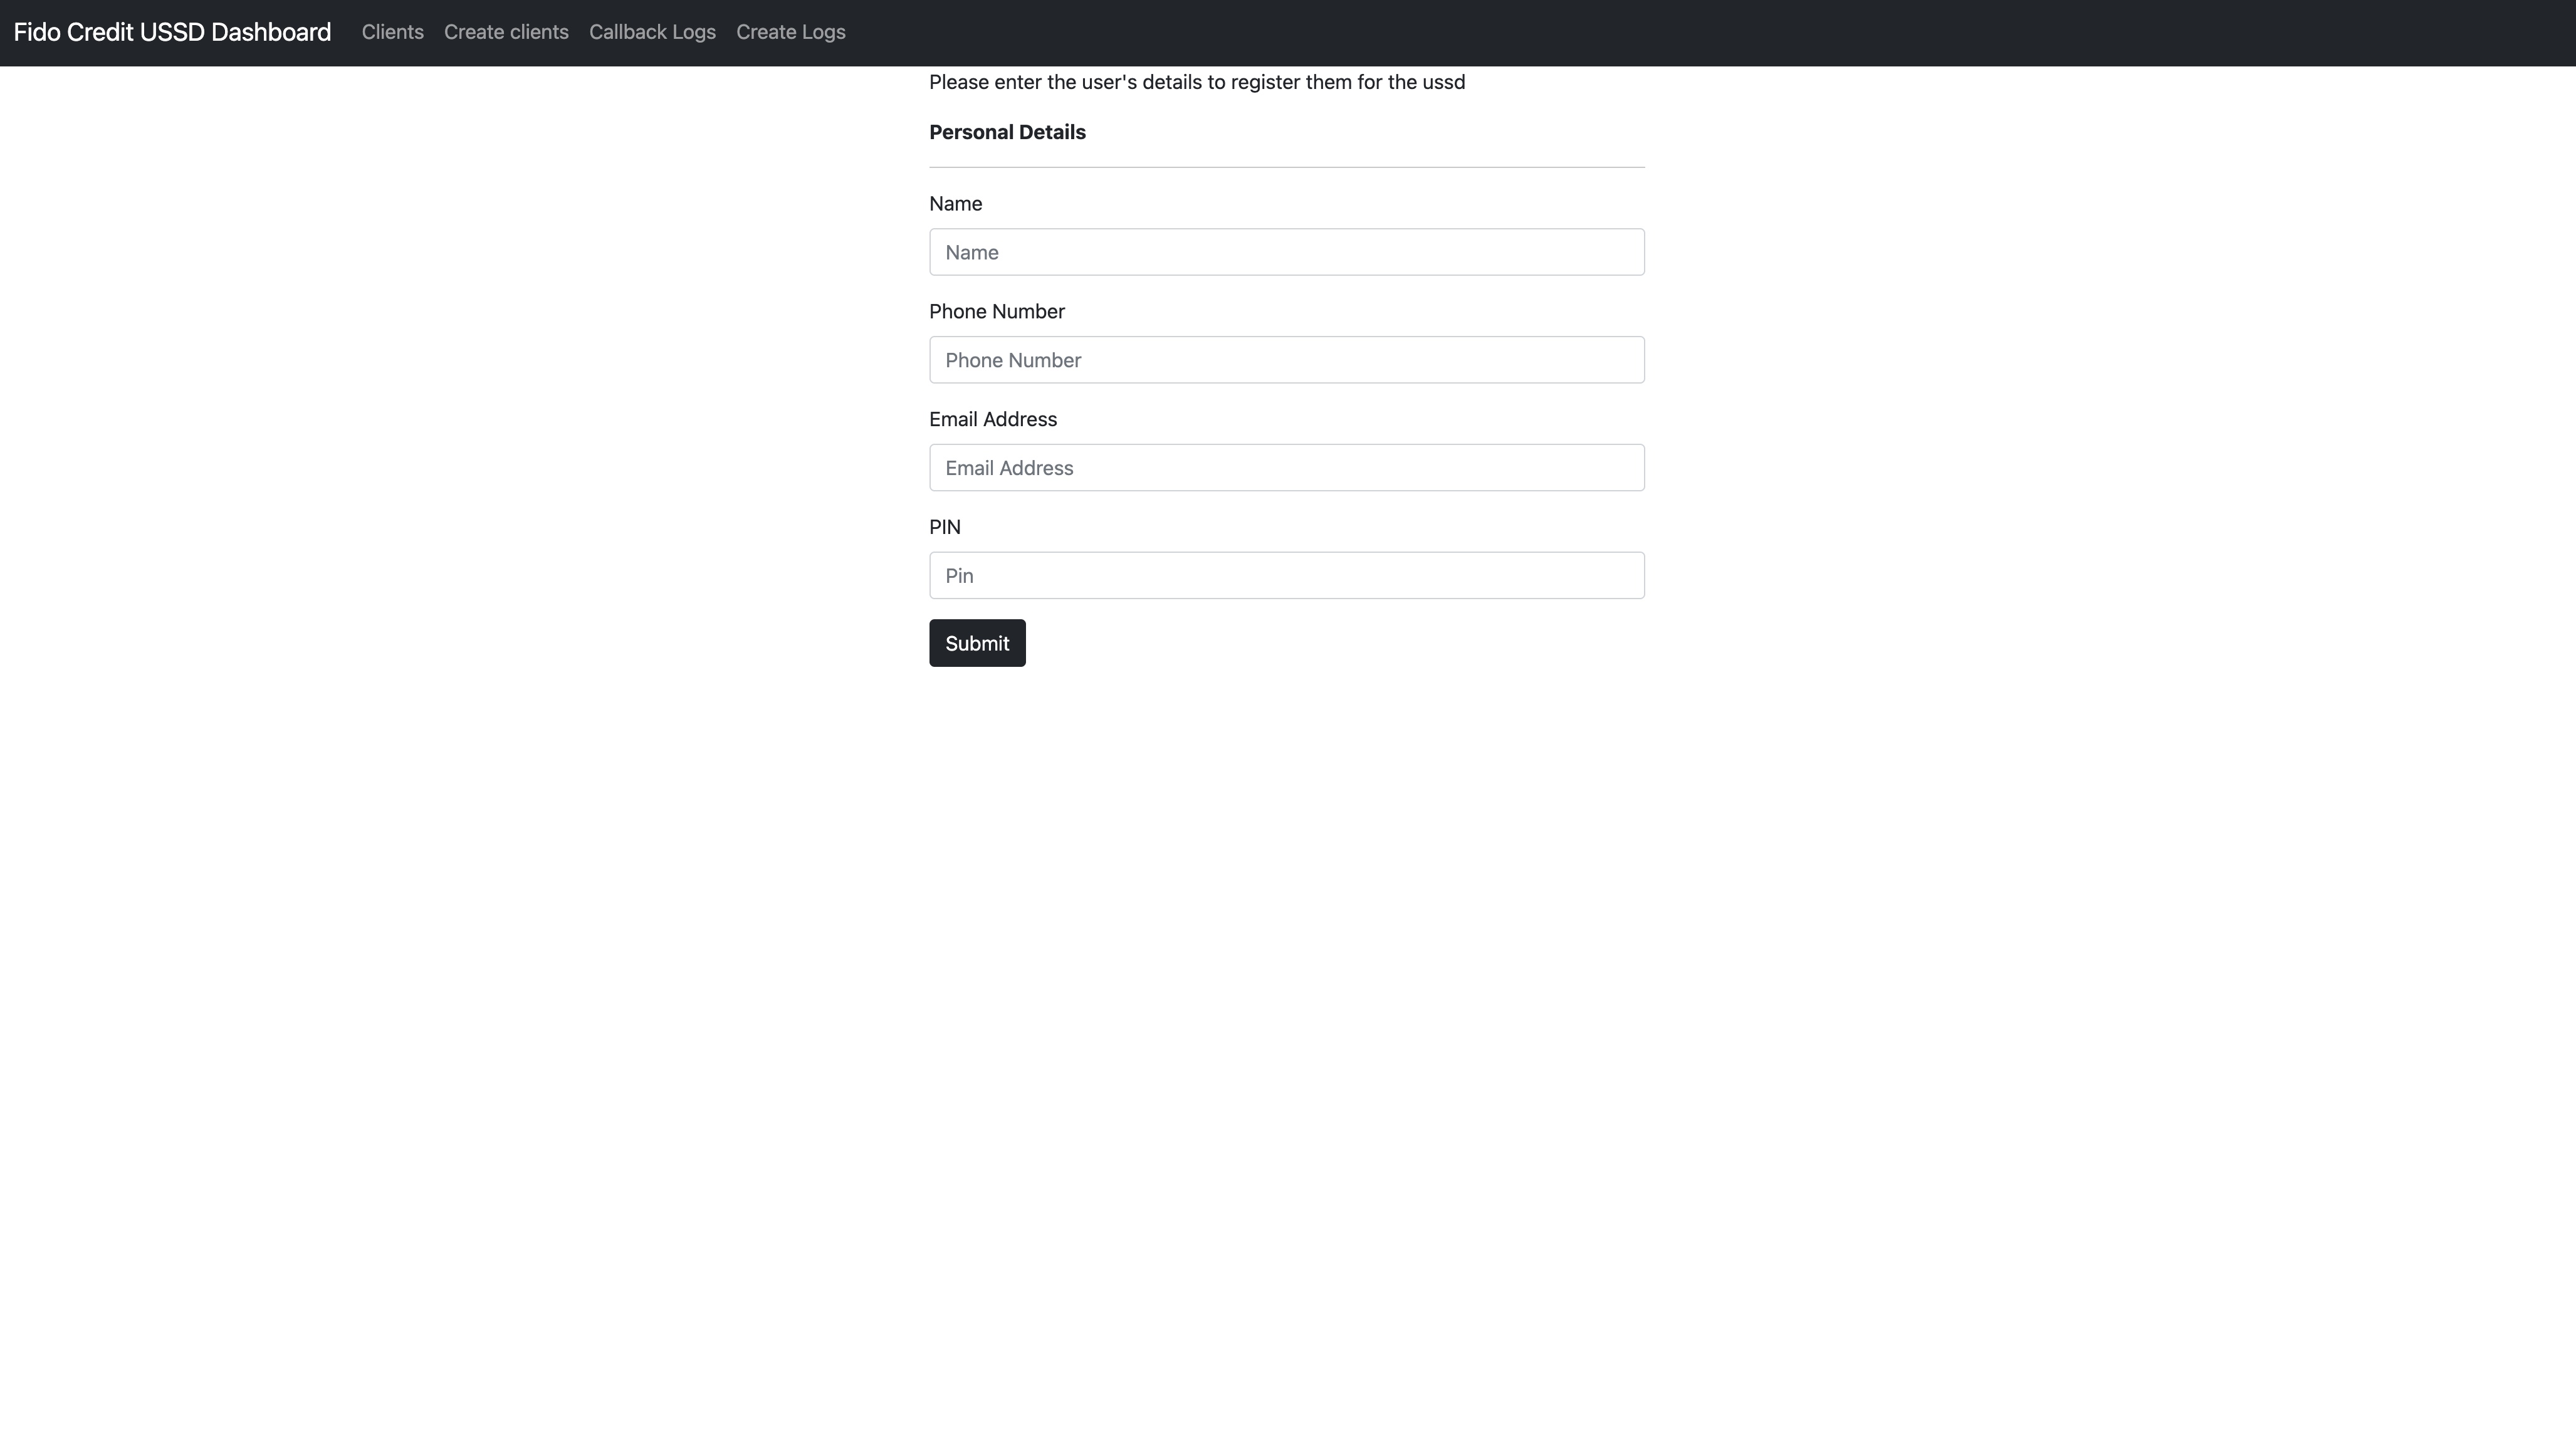 Fido Credit USSD Dashboard Clients Create clients Callback Logs Create Logs
Please enter the user's details to register them for the ussd
Personal Details
Name
Name
Phone Number
Phone Number
Email Address
Email Address
PIN
Pin
Submit